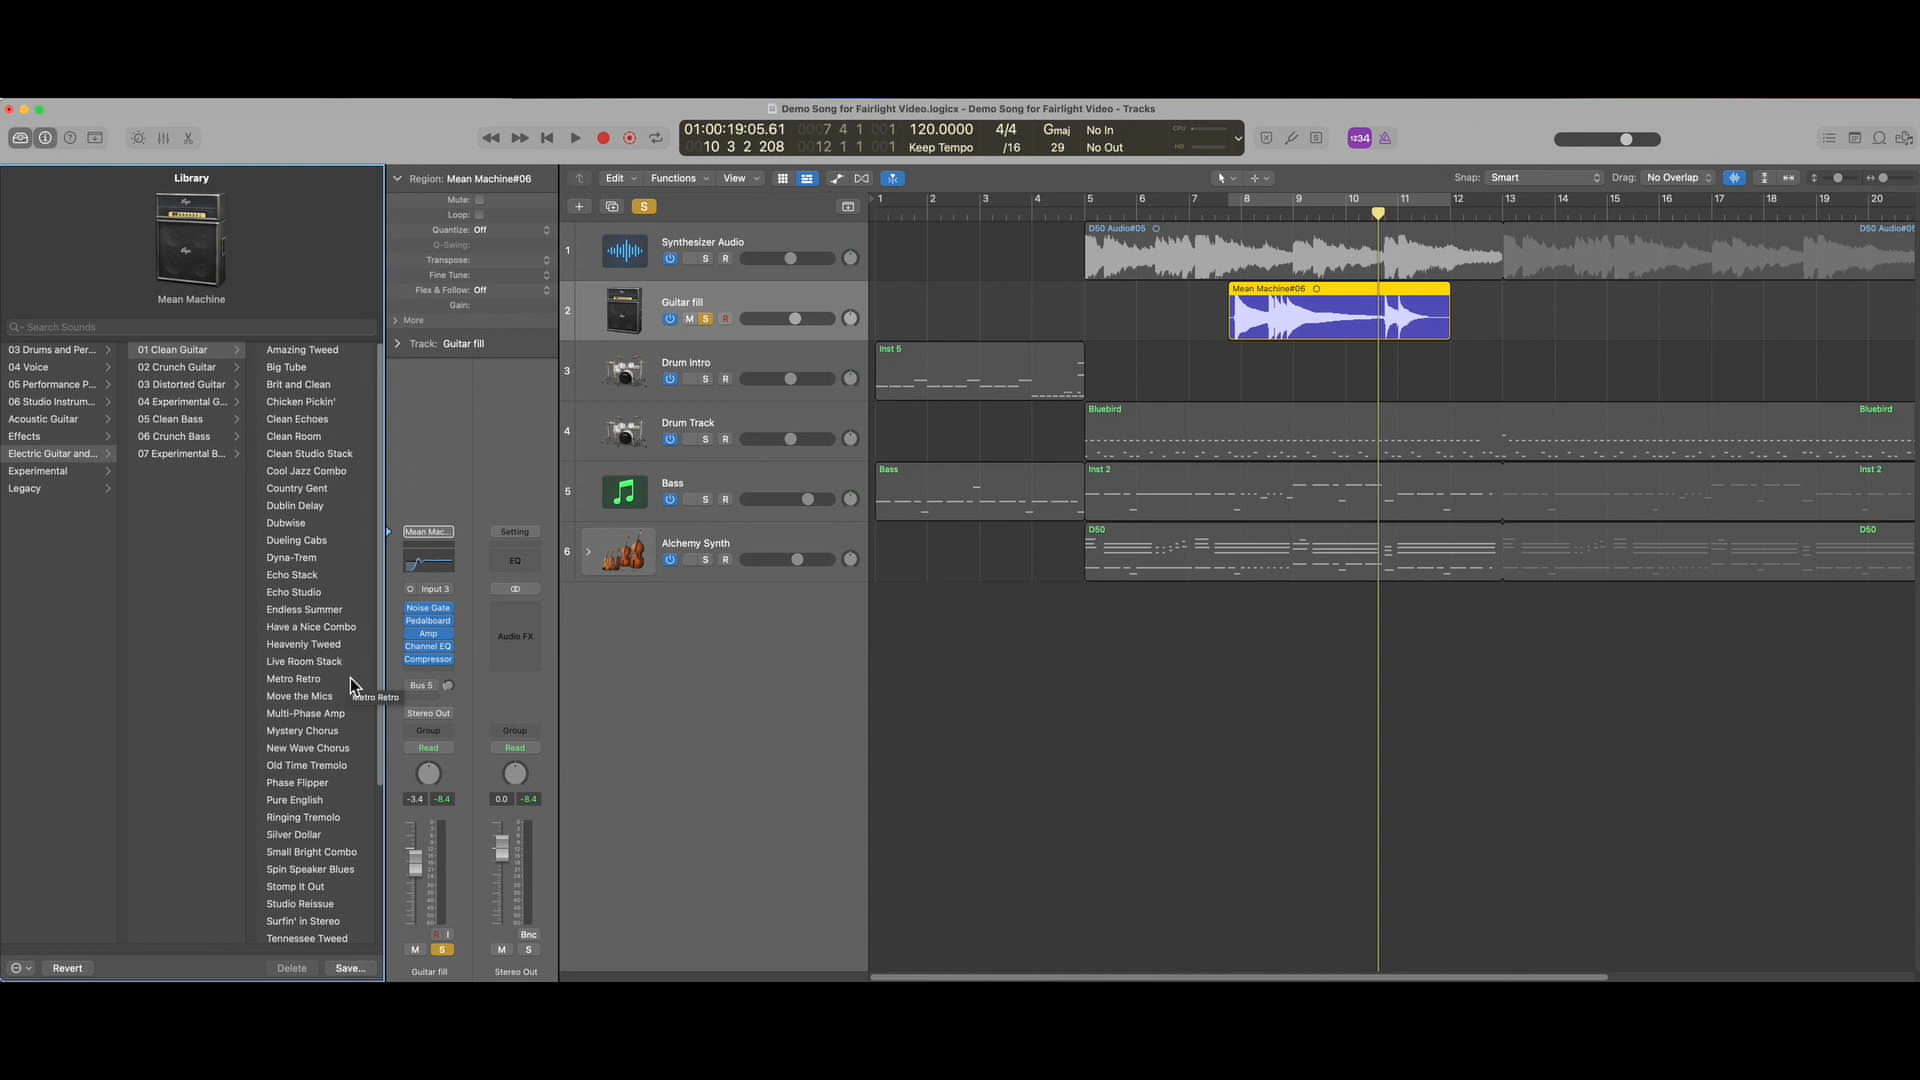 Demo Song for Fairlight Video.logicx - Demo Song for Fairlight Video - Tracks
01:00:19:05.61 0007 4 1 001 120.0000 4/4 Gmaj No In CPU
0010 3 2 208 0012 1 1 001 Keep Tempo /16 29 No Out HD
1234
Library
Mean Machine
Search Sounds
03 Drums and Per...
04 Voice
05 Performance P...
06 Studio Instrum...
Acoustic Guitar
Effects
Electric Guitar and...
Experimental
Legacy
01 Clean Guitar
02 Crunch Guitar
03 Distorted Guitar
04 Experimental G...
05 Clean Bass
06 Crunch Bass
07 Experimental B...
Amazing Tweed
Big Tube
Brit and Clean
Chicken Pickin'
Clean Echoes
Clean Room
Clean Studio Stack
Cool Jazz Combo
Country Gent
Dublin Delay
Dubwise
Dueling Cabs
Dyna-Trem
Echo Stack
Echo Studio
Endless Summer
Have a Nice Combo
Heavenly Tweed
Live Room Stack
Metro Retro
Move the Mics
Metro Retro
Multi-Phase Amp
Mystery Chorus
New Wave Chorus
Old Time Tremolo
Phase Flipper
Pure English
Ringing Tremolo
Silver Dollar
Small Bright Combo
Spin Speaker Blues
Stomp It Out
Studio Reissue
Surfin' in Stereo
Tennessee Tweed
Revert Delete Save...
Region: Mean Machine#06
Mute:
Loop:
Quantize: Off
Q-Swing:
Transpose:
Fine Tune:
Flex & Follow: Off
Gain:
More
Track: Guitar fill
Mean Mac... Setting
EQ
Input 3
Noise Gate
Pedalboard
Amp
Channel EQ
Compressor
Audio FX
Bus 5
Stereo Out
Group Group
Read Read
-3.4 -8.4 0.0 -8.4
R I Bnc
M S M S
Guitar fill Stereo Out
Edit Functions View Snap: Smart Drag: No Overlap
S
1 2 3 4 5 6 7 8 9 10 11 12 13 14 15 16 17 18 19 20
1 Synthesizer Audio
S R
D50 Audio#05 D50 Audio#05
2 Guitar fill
M S R
Mean Machine#06
3 Drum Intro
S R
Inst 5
4 Drum Track
S R
Bluebird Bluebird
5 Bass
S R
Bass Inst 2 Inst 2
6 Alchemy Synth
S R
D50 D50